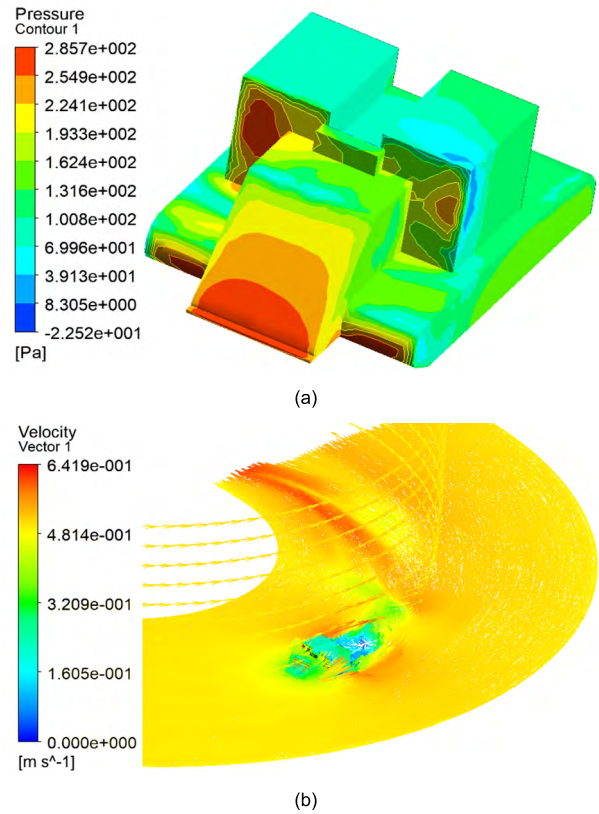 Pressure
Contour 1
2.857e+002
2.549e+002
2.241e+002
1.933e+002
1.624e+002
1.316e+002
1.008e+002
6.996e+001
3.913e+001
8.305e+000
-2.252e+001
[Pa]
(a)
Velocity
Vector 1
6.419e-001
4.814e-001
3.209e-001
1.605e-001
0.000e+000
[m s^-1]
(b)